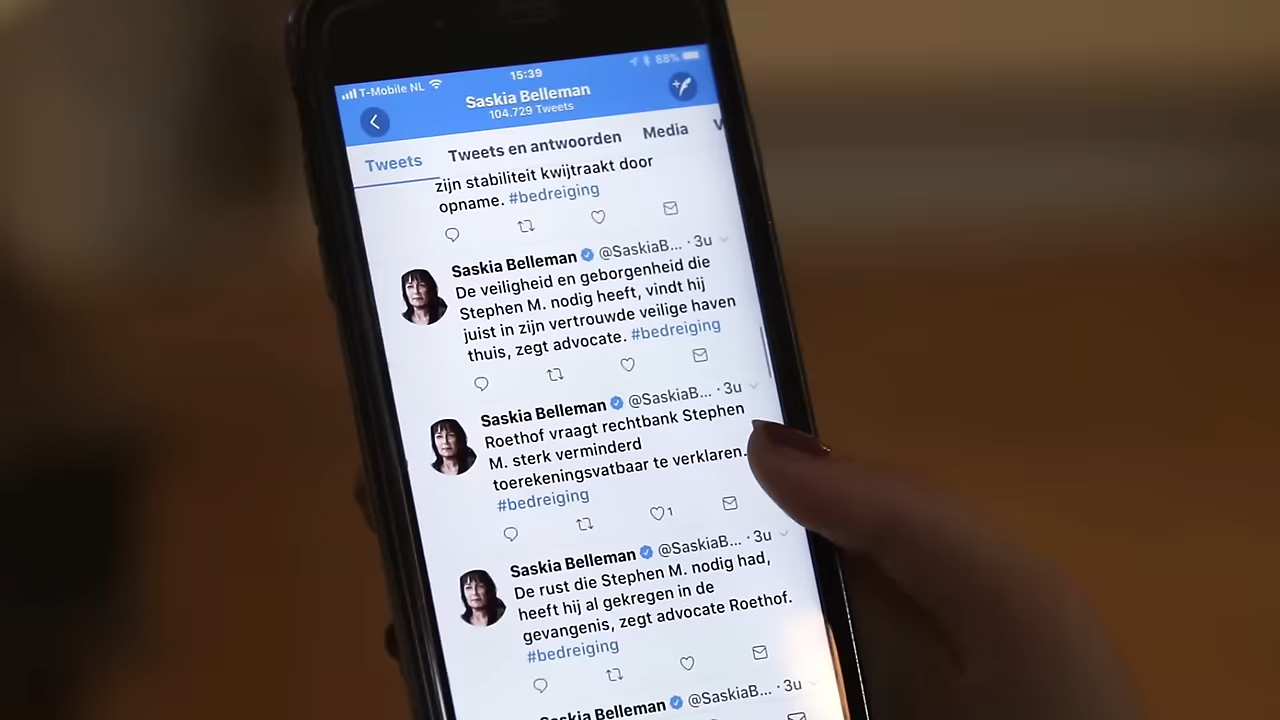 T-Mobile NL
15:39
88%
Saskia Belleman
104.729 Tweets
Tweets
Tweets en antwoorden
Media
V
zijn stabiliteit kwijtraakt door
opname. #bedreiging
Saskia Belleman @SaskiaB... · 3u
De veiligheid en geborgenheid die
Stephen M. nodig heeft, vindt hij
juist in zijn vertrouwde veilige haven
thuis, zegt advocate. #bedreiging
Saskia Belleman @SaskiaB... · 3u
Roethof vraagt rechtbank Stephen
M. sterk verminderd
toerekeningsvatbaar te verklaren.
#bedreiging
1
Saskia Belleman @SaskiaB... · 3u
De rust die Stephen M. nodig had,
heeft hij al gekregen in de
gevangenis, zegt advocate Roethof.
#bedreiging
Saskia Belleman @SaskiaB... · 3u